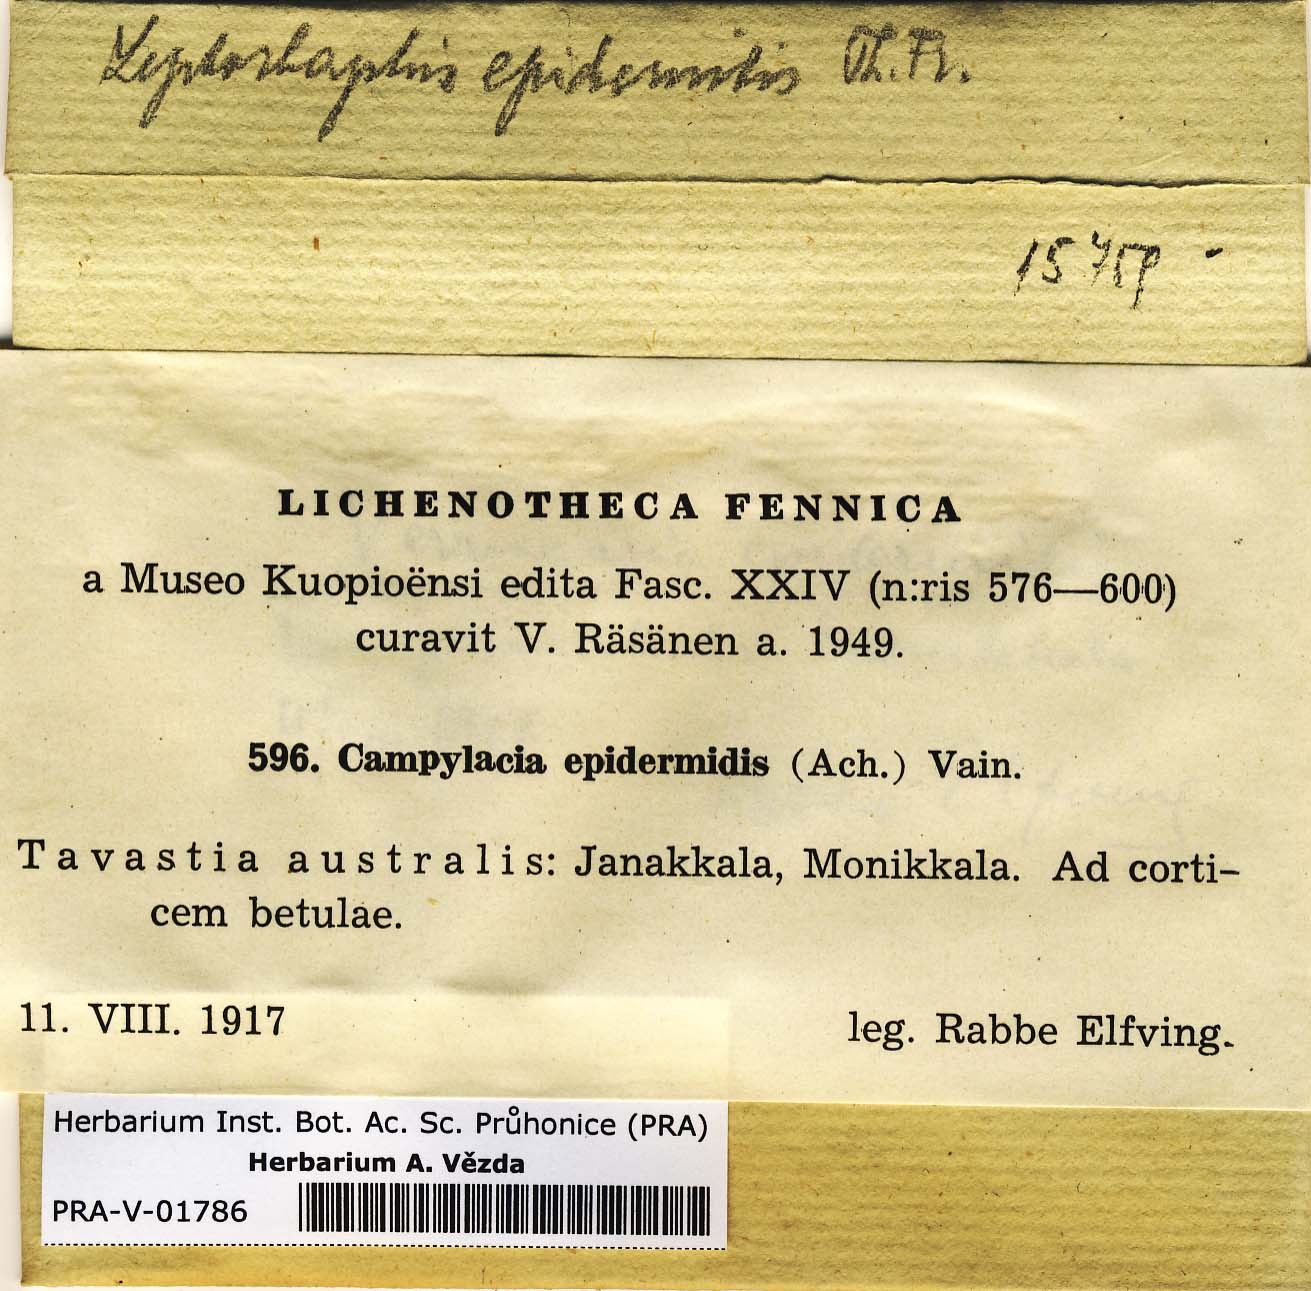 Leptorhaphis epidermidis Th. Fr.
LICHENOTHECA FENNICA
a Museo Kuopioënsi edita Fasc. XXIV (n:ris 576—600)
curavit V. Räsänen a. 1949.
596. Campylacia epidermidis (Ach.) Vain.
Tavastia australis: Janakkala, Monikkala. Ad corti-
cem betulae.
11. VIII. 1917
leg. Rabbe Elfving.
Herbarium Inst. Bot. Ac. Sc. Průhonice (PRA)
Herbarium A. Vězda
PRA-V-01786